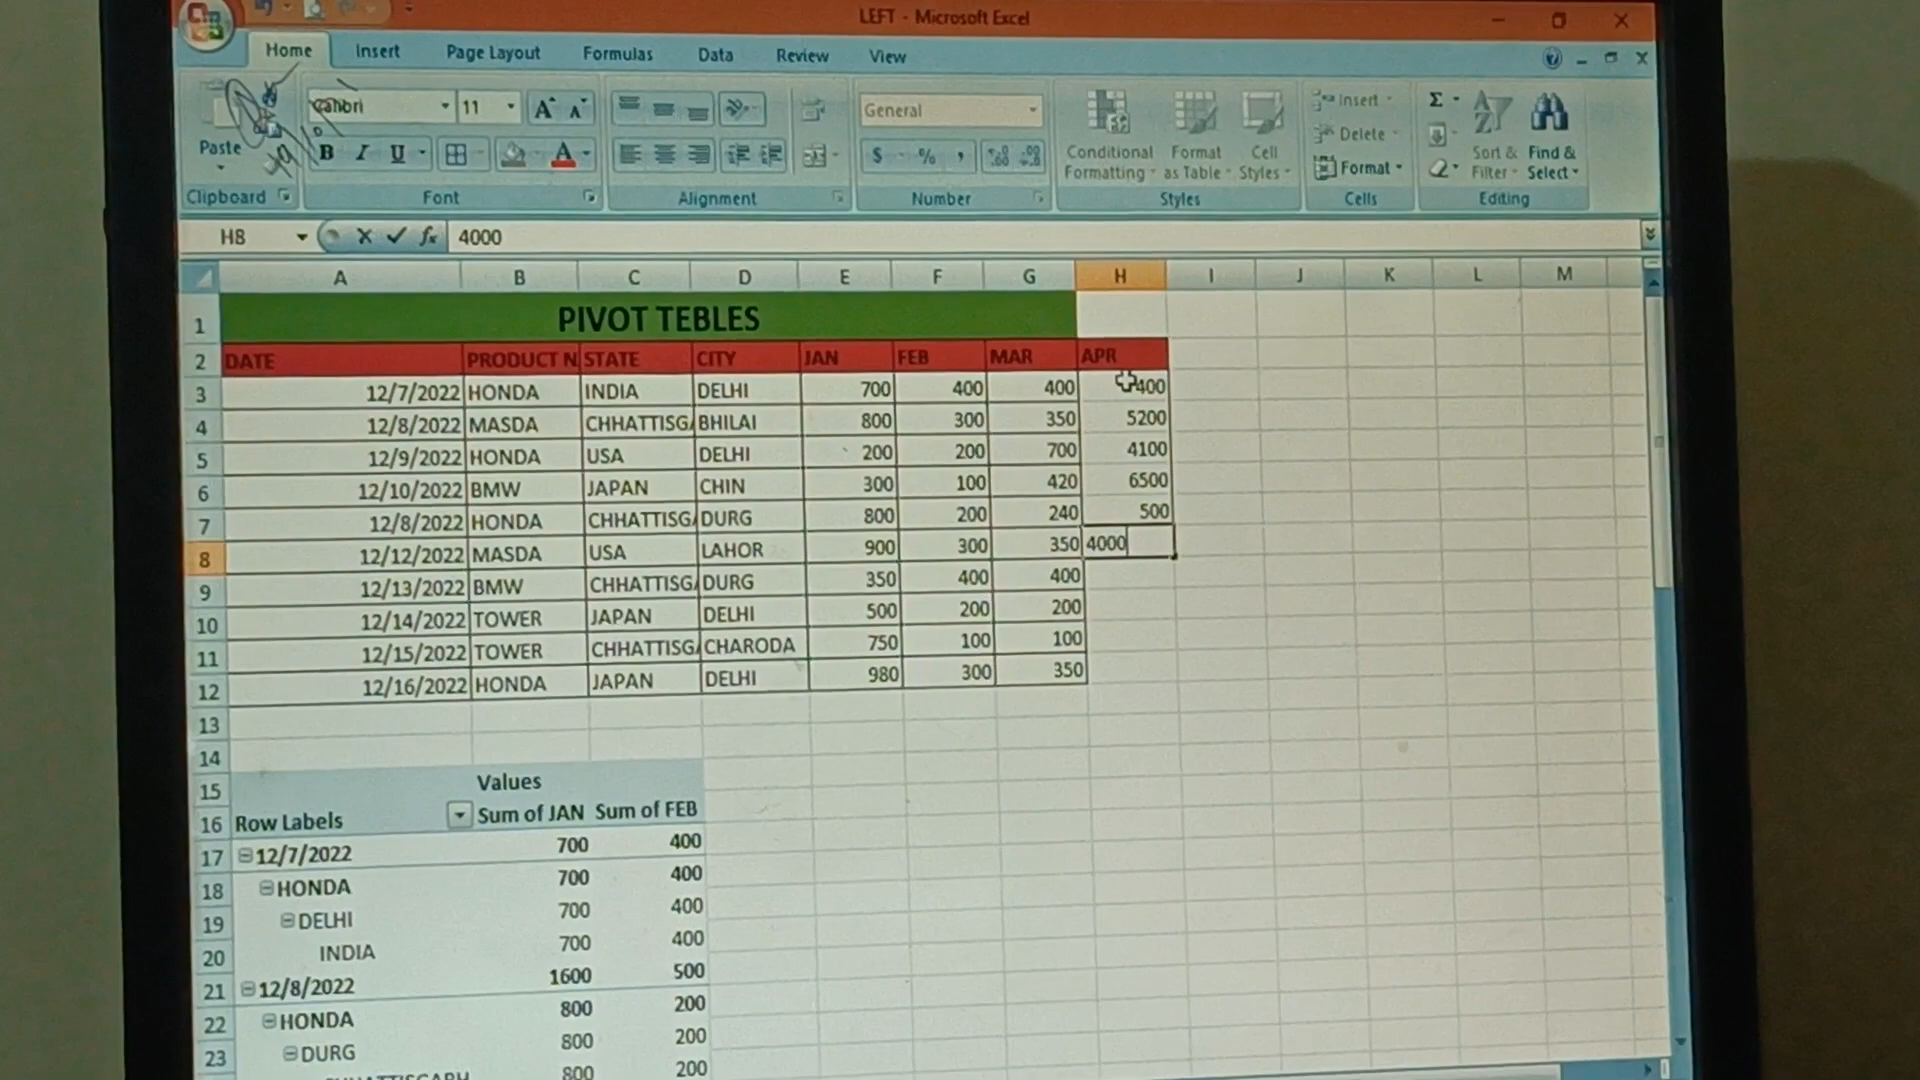 LEFT - Microsoft Excel
Home Insert Page Layout Formulas Data Review View
Calibri 11 General Insert
Paste B I U $ % , Conditional Format Cell Delete Sort & Find &
Formatting as Table Styles Format Filter Select
Clipboard Font Alignment Number Styles Cells Editing
H8 fx 4000
A B C D E F G H I J K L M
1 PIVOT TEBLES
2 DATE PRODUCT N STATE CITY JAN FEB MAR APR
3 12/7/2022 HONDA INDIA DELHI 700 400 400 400
4 12/8/2022 MASDA CHHATTISGA BHILAI 800 300 350 5200
5 12/9/2022 HONDA USA DELHI 200 200 700 4100
6 12/10/2022 BMW JAPAN CHIN 300 100 420 6500
7 12/8/2022 HONDA CHHATTISGA DURG 800 200 240 500
8 12/12/2022 MASDA USA LAHOR 900 300 350 4000
9 12/13/2022 BMW CHHATTISGA DURG 350 400 400
10 12/14/2022 TOWER JAPAN DELHI 500 200 200
11 12/15/2022 TOWER CHHATTISGA CHARODA 750 100 100
12 12/16/2022 HONDA JAPAN DELHI 980 300 350
13
14
15 Values
16 Row Labels Sum of JAN Sum of FEB
17 12/7/2022 700 400
18 HONDA 700 400
19 DELHI 700 400
20 INDIA 700 400
21 12/8/2022 1600 500
22 HONDA 800 200
23 DURG 800 200
800 200